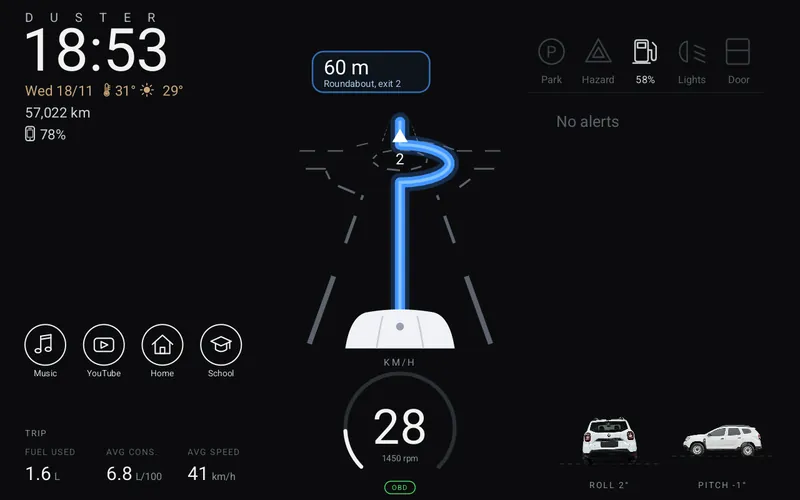 DUSTER
18:53
Wed 18/11 31° 29°
57,022 km
78%
60 m
Roundabout, exit 2
P
Park Hazard 58% Lights Door
No alerts
2
Music YouTube Home School
KM/H
28
1450 rpm
OBD
TRIP
FUEL USED AVG CONS. AVG SPEED
1.6 L 6.8 L/100 41 km/h
ROLL 2° PITCH -1°